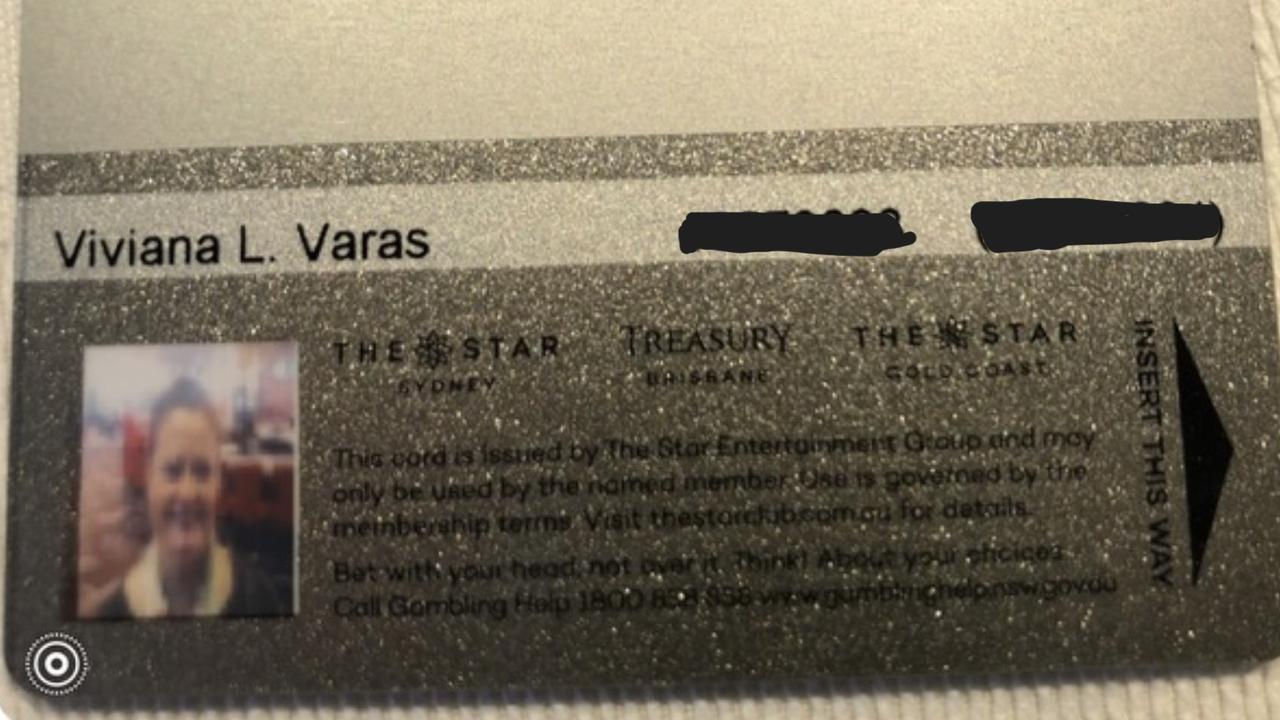 Viviana L. Varas
THE STAR TREASURY THE STAR
SYDNEY BRISBANE GOLD COAST
INSERT THIS WAY
This card is issued by The Star Entertainment Group and may
only be used by the named member. Use is governed by the
membership terms. Visit thestarclub.com.au for details.
Bet with your head, not over it. Think! About your choices
Call Gambling Help 1800 858 858 www.gamblinghelp.nsw.gov.au